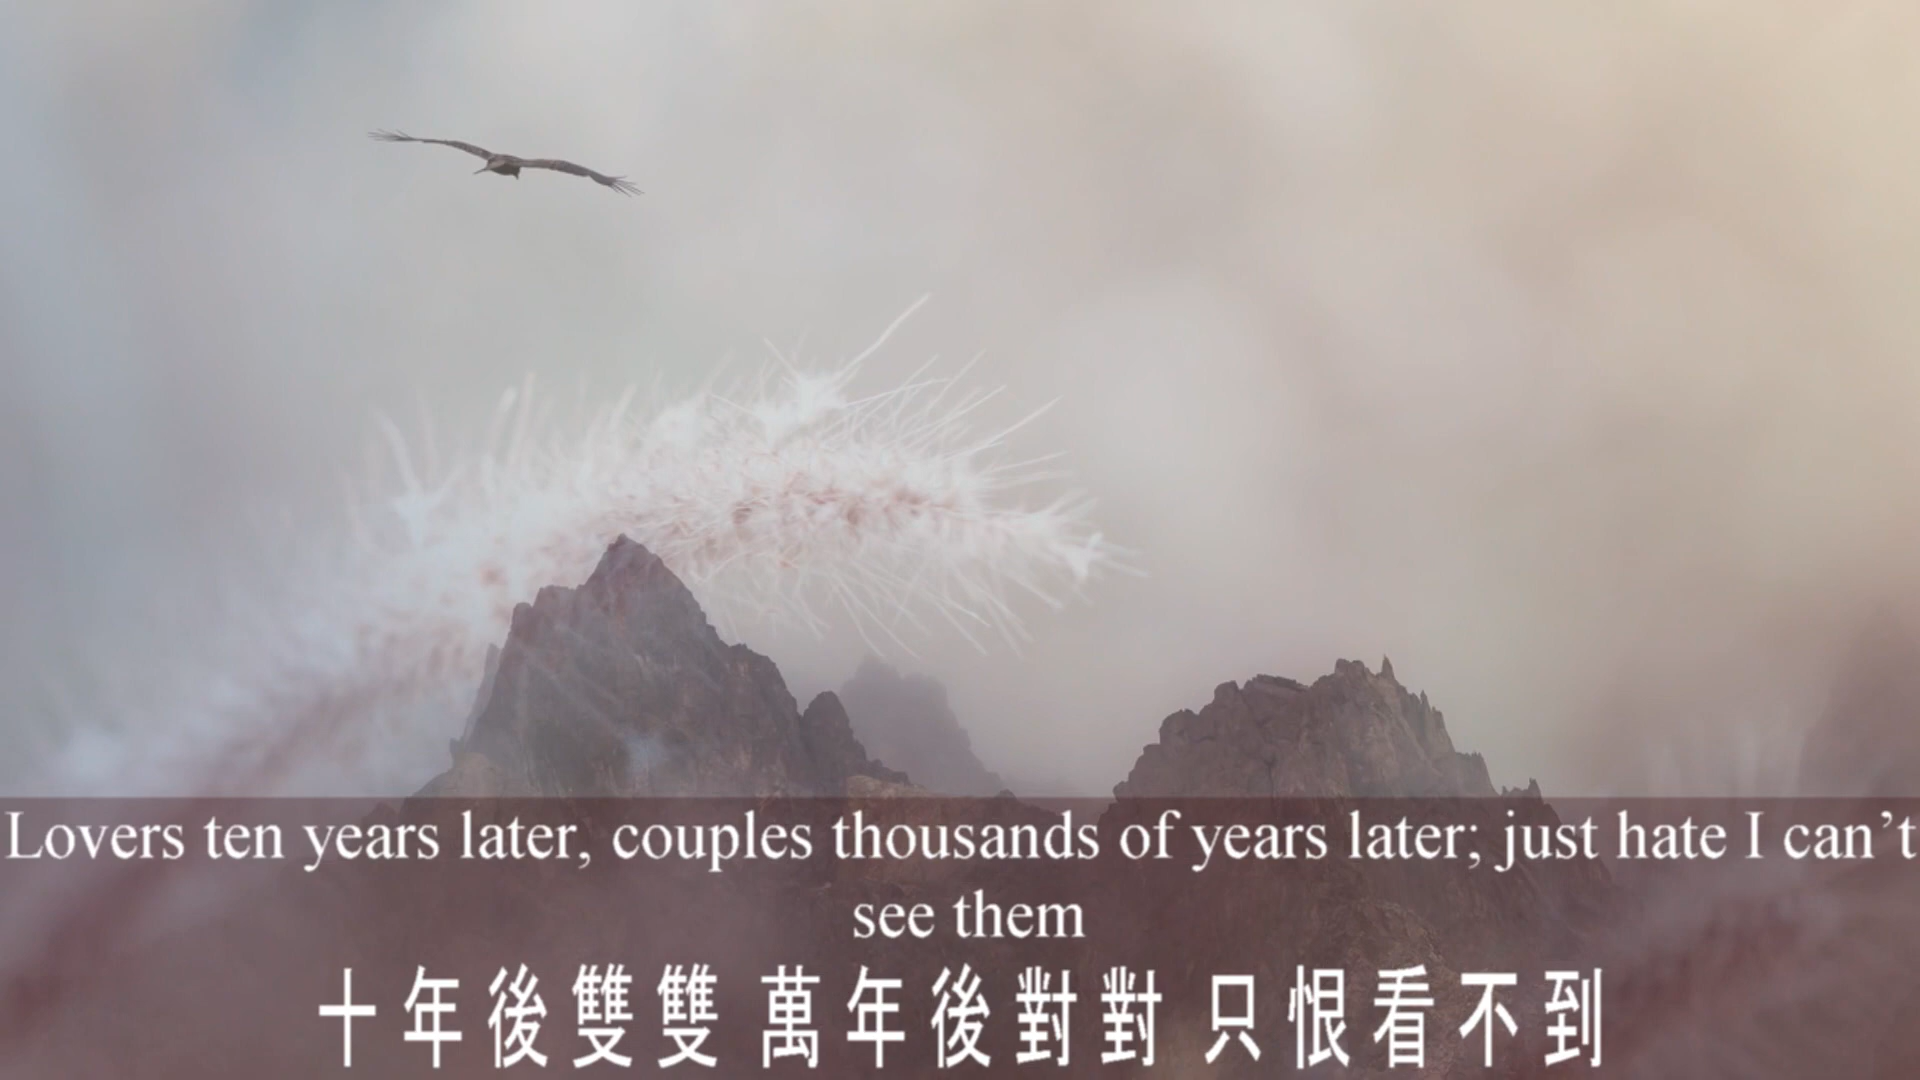 Lovers ten years later, couples thousands of years later; just hate I can’t
see them
十年後雙雙 萬年後對對 只恨看不到